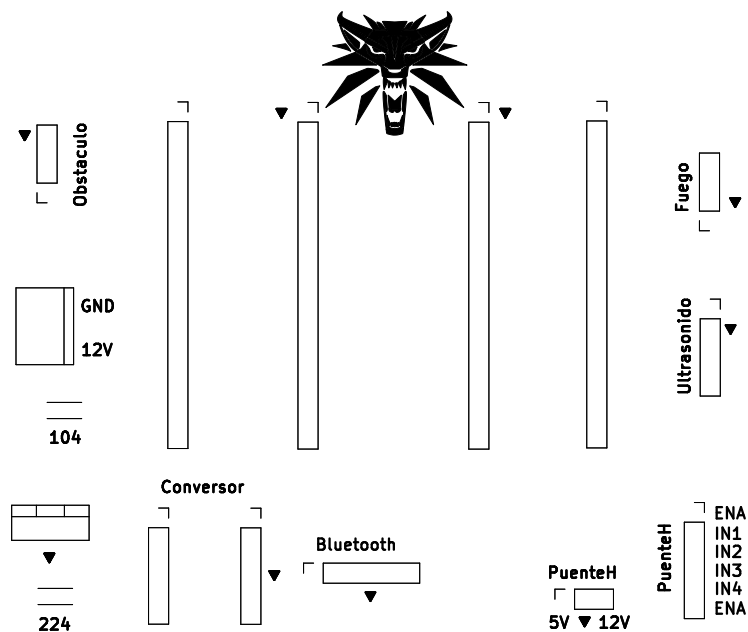 Obstaculo
Fuego
GND
12V
Ultrasonido
104
Conversor
Bluetooth
224
PuenteH
5V 12V
PuenteH
ENA
IN1
IN2
IN3
IN4
ENA